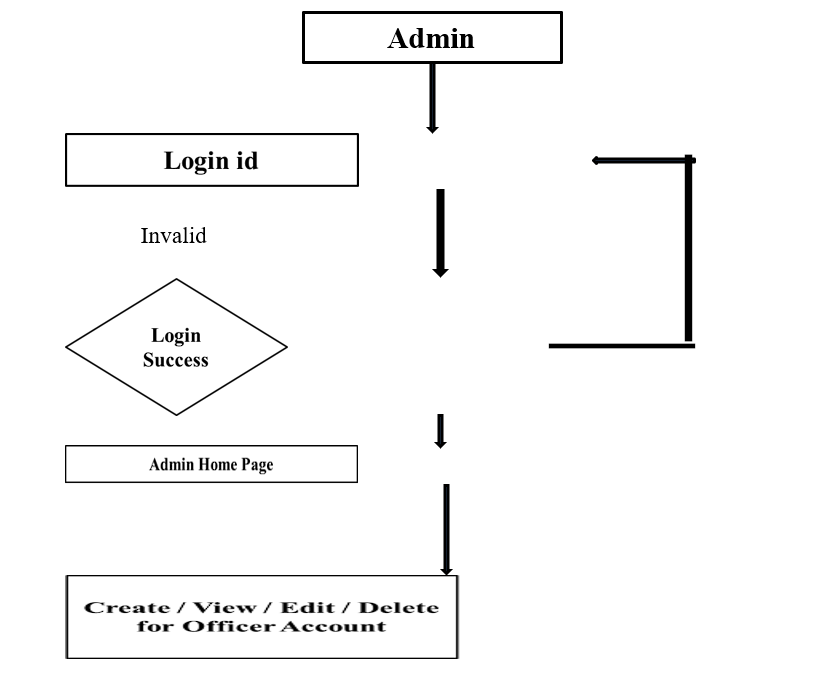 Admin
Login id
Invalid
Login
Success
Admin Home Page
Create / View / Edit / Delete
for Officer Account